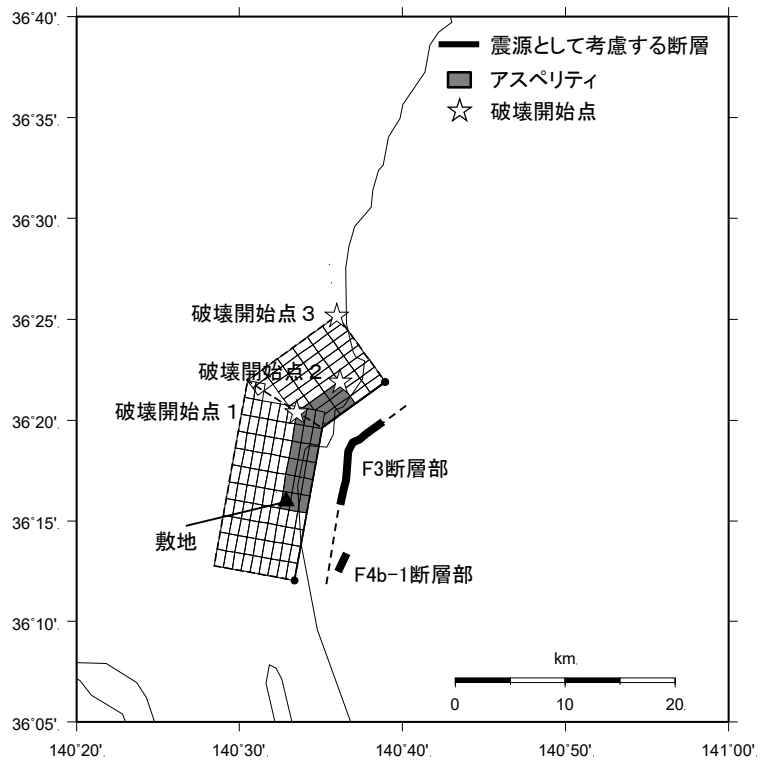 36°40'
震源として考慮する断層
アスペリティ
破壊開始点
36°35'
36°30'
36°25'
破壊開始点３
破壊開始点２
36°20'
破壊開始点１
F3断層部
36°15'
敷地
F4b-1断層部
36°10'
km
0 10 20
36°05'
140°20' 140°30' 140°40' 140°50' 141°00'